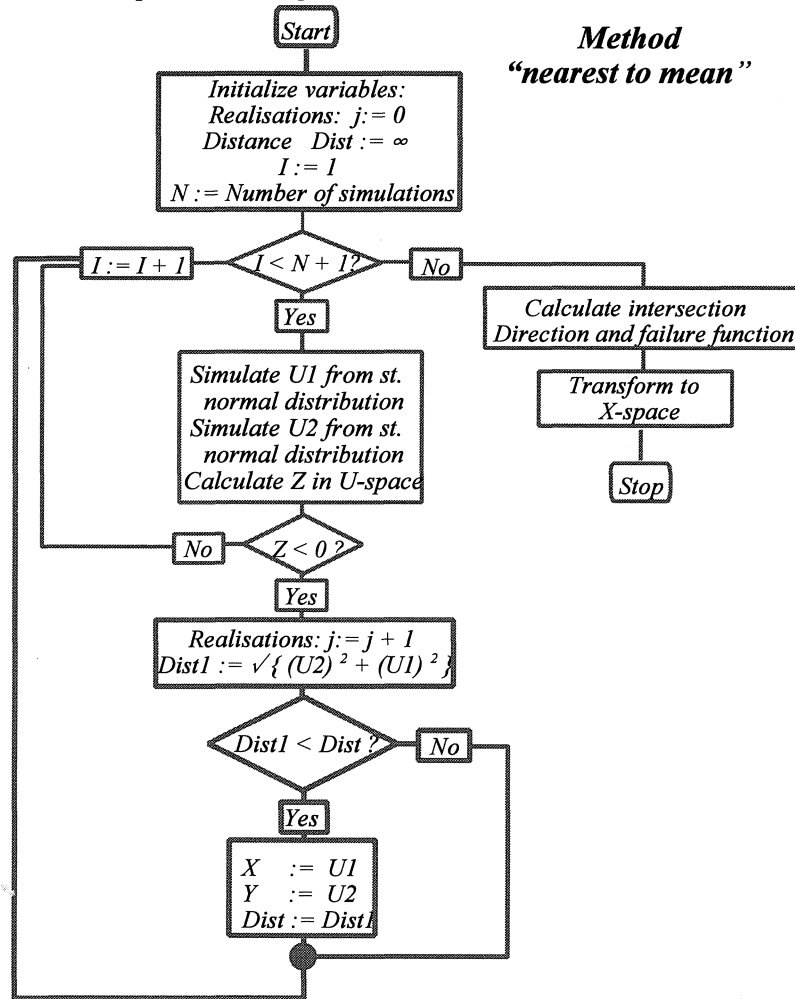 Start
Method
“nearest to mean”
Initialize variables:
Realisations: j:= 0
Distance Dist := ∞
I := 1
N := Number of simulations
I := I + 1
I < N + 1?
No
Yes
Calculate intersection
Direction and failure function
Transform to
X-space
Stop
Simulate U1 from st.
normal distribution
Simulate U2 from st.
normal distribution
Calculate Z in U-space
No
Z < 0 ?
Yes
Realisations: j:= j + 1
Dist1 := √{ (U2) ² + (U1) ² }
Dist1 < Dist ?
No
Yes
X := U1
Y := U2
Dist := Dist1